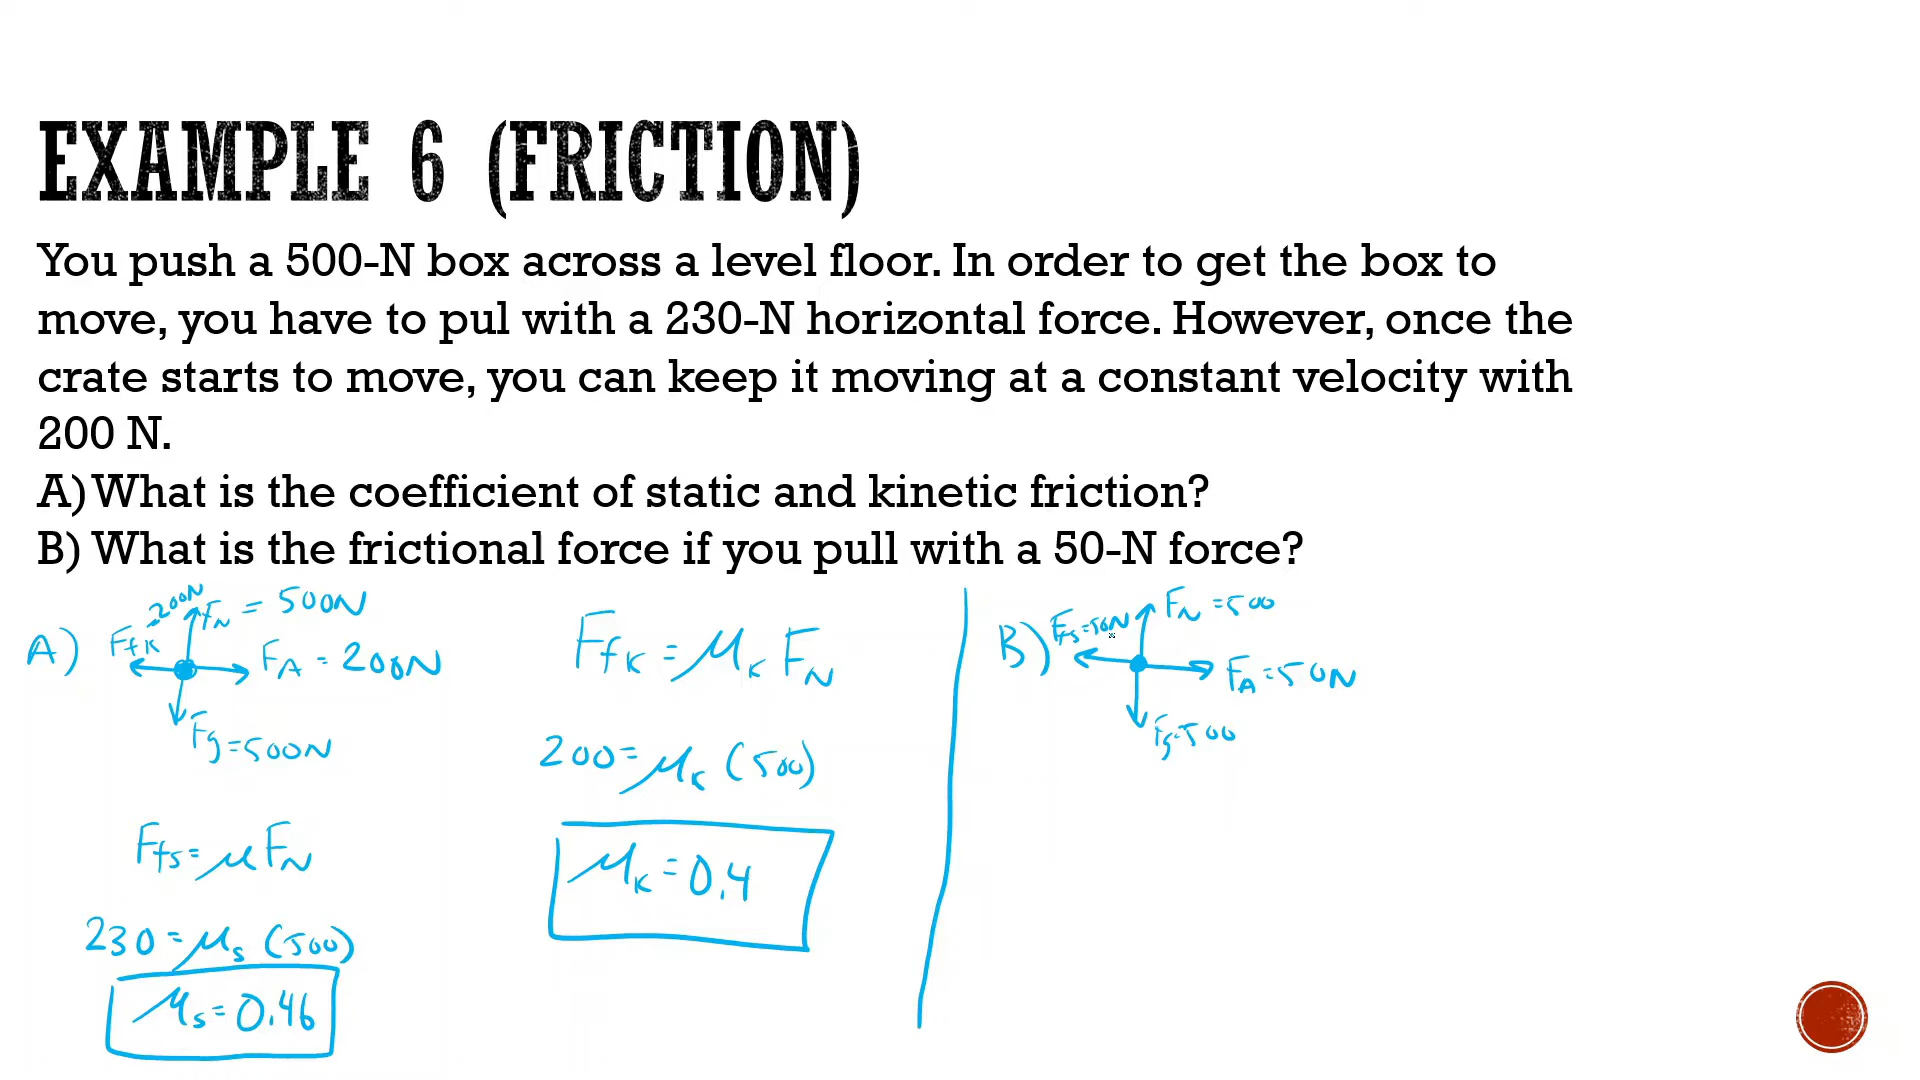 EXAMPLE 6 (FRICTION)
You push a 500-N box across a level floor. In order to get the box to
move, you have to pul with a 230-N horizontal force. However, once the
crate starts to move, you can keep it moving at a constant velocity with
200 N.
A) What is the coefficient of static and kinetic friction?
B) What is the frictional force if you pull with a 50-N force?
A)
FfK = 200N
FN = 500N
FA = 200N
Fg = 500N
Ffs = μFN
230 = μs (500)
μs = 0.46
FfK = μK FN
200 = μK (500)
μK = 0.4
B)
Ffs = 50N
FN = 500
FA = 50N
Fg = 500